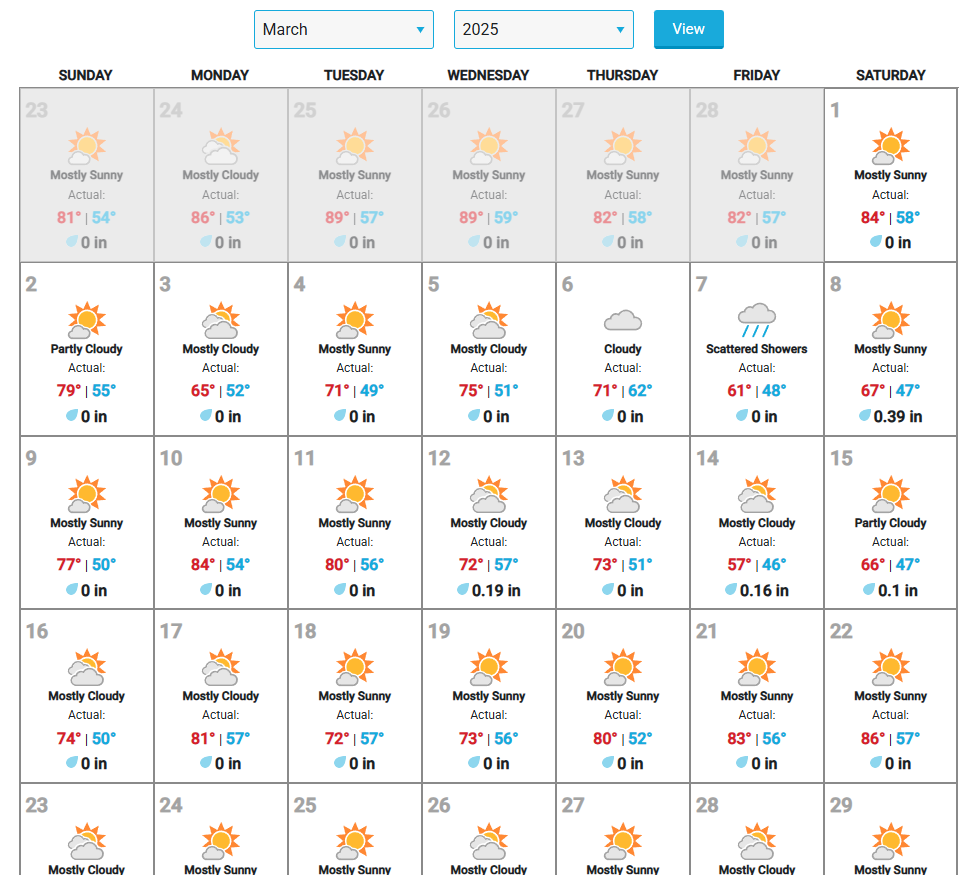 March 2025 View
SUNDAY MONDAY TUESDAY WEDNESDAY THURSDAY FRIDAY SATURDAY
23 24 25 26 27 28 1
Mostly Sunny Mostly Cloudy Mostly Sunny Mostly Sunny Mostly Sunny Mostly Sunny Mostly Sunny
Actual: Actual: Actual: Actual: Actual: Actual: Actual:
81° | 54° 86° | 53° 89° | 57° 89° | 59° 82° | 58° 82° | 57° 84° | 58°
0 in 0 in 0 in 0 in 0 in 0 in 0 in
2 3 4 5 6 7 8
Partly Cloudy Mostly Cloudy Mostly Sunny Mostly Cloudy Cloudy Scattered Showers Mostly Sunny
Actual: Actual: Actual: Actual: Actual: Actual: Actual:
79° | 55° 65° | 52° 71° | 49° 75° | 51° 71° | 62° 61° | 48° 67° | 47°
0 in 0 in 0 in 0 in 0 in 0 in 0.39 in
9 10 11 12 13 14 15
Mostly Sunny Mostly Sunny Mostly Sunny Mostly Cloudy Mostly Cloudy Mostly Cloudy Partly Cloudy
Actual: Actual: Actual: Actual: Actual: Actual: Actual:
77° | 50° 84° | 54° 80° | 56° 72° | 57° 73° | 51° 57° | 46° 66° | 47°
0 in 0 in 0 in 0.19 in 0 in 0.16 in 0.1 in
16 17 18 19 20 21 22
Mostly Cloudy Mostly Cloudy Mostly Sunny Mostly Sunny Mostly Sunny Mostly Sunny Mostly Sunny
Actual: Actual: Actual: Actual: Actual: Actual: Actual:
74° | 50° 81° | 57° 72° | 57° 73° | 56° 80° | 52° 83° | 56° 86° | 57°
0 in 0 in 0 in 0 in 0 in 0 in 0 in
23 24 25 26 27 28 29
Mostly Cloudy Mostly Sunny Mostly Sunny Mostly Cloudy Mostly Sunny Mostly Cloudy Mostly Sunny